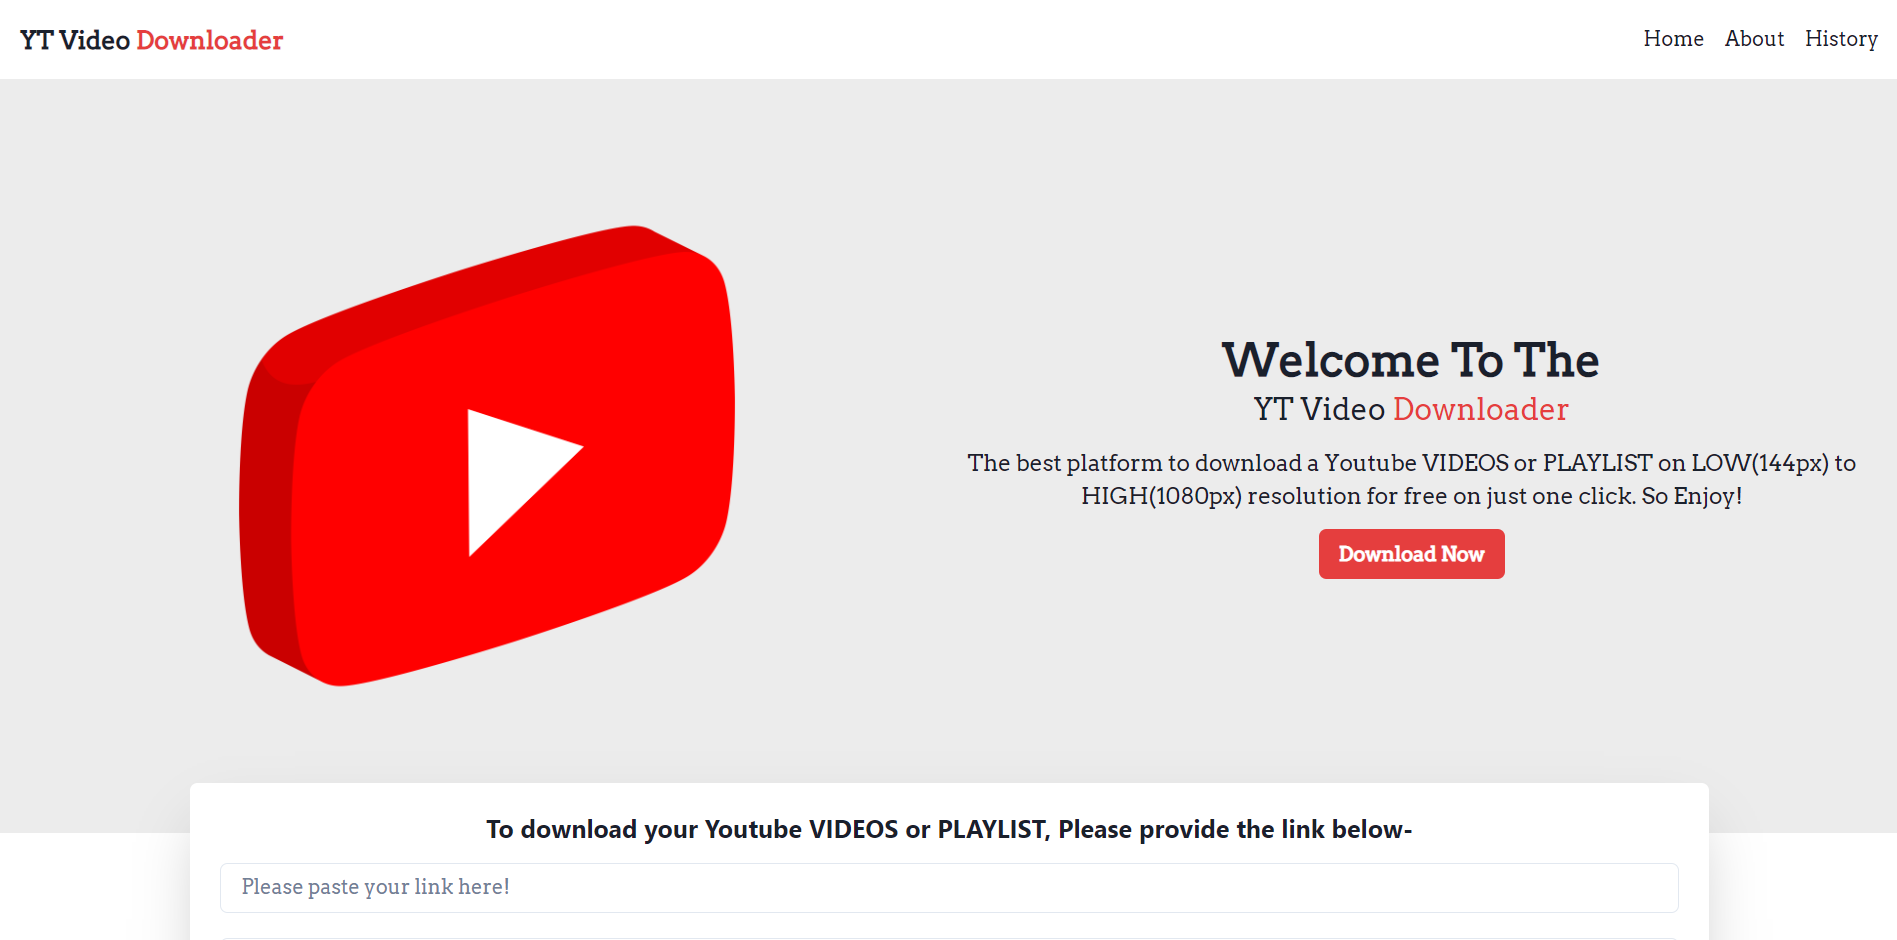 YT Video Downloader
Home About History
Welcome To The
YT Video Downloader
The best platform to download a Youtube VIDEOS or PLAYLIST on LOW(144px) to
HIGH(1080px) resolution for free on just one click. So Enjoy!
Download Now
To download your Youtube VIDEOS or PLAYLIST, Please provide the link below-
Please paste your link here!